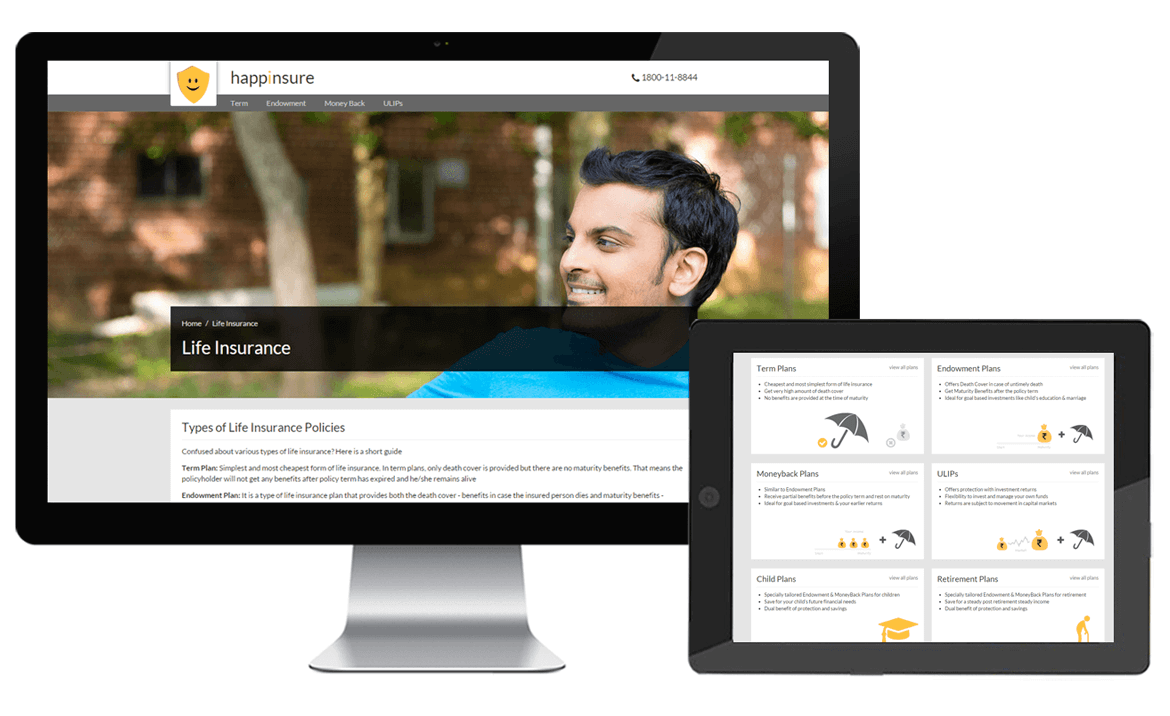 happinsure
1800-11-8844
Term Endowment Money Back ULIPs
Home / Life Insurance
Life Insurance
Types of Life Insurance Policies
Confused about various types of life insurance? Here is a short guide
Term Plan: Simplest and most cheapest form of life insurance. In term plans, only death cover is provided but there are no maturity benefits. That means the
policyholder will not get any benefits after policy term has expired and he/she remains alive
Endowment Plan: It is a type of life insurance plan that provides both the death cover - benefits in case the insured person dies and maturity benefits -
Term Plans view all plans
Cheapest and most simplest form of life insurance
Get very high amount of death cover
No benefits are provided at the time of maturity
₹
Endowment Plans view all plans
Offers Death Cover in case of untimely death
Get Maturity Benefits after the policy term
Ideal for goal based investments like child's education & marriage
₹ +
Moneyback Plans view all plans
Similar to Endowment Plans
Receive partial benefits before the policy term and rest on maturity
Ideal for goal based investments & your earlier returns
₹ ₹ ₹ +
ULIPs view all plans
Offers protection with investment returns
Flexibility to invest and manage your own funds
Returns are subject to movement in capital markets
₹ ₹ +
Child Plans view all plans
Specially tailored Endowment & MoneyBack Plans for children
Save for your child's future financial needs
Dual benefit of protection and savings
Retirement Plans view all plans
Specially tailored Endowment & MoneyBack Plans for retirement
Save for a steady post retirement steady income
Dual benefit of protection and savings